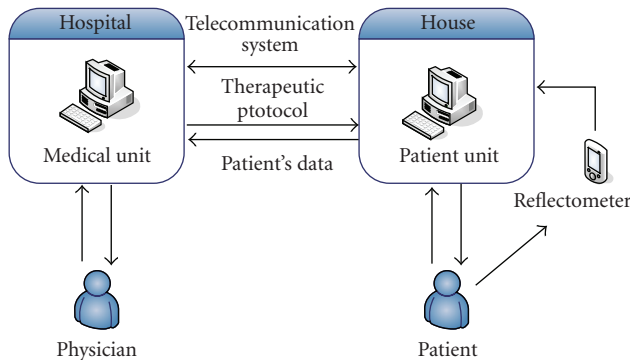 Hospital
Telecommunication
system
House
Therapeutic
ptotocol
Medical unit
Patient's data
Patient unit
Reflectometer
Physician
Patient